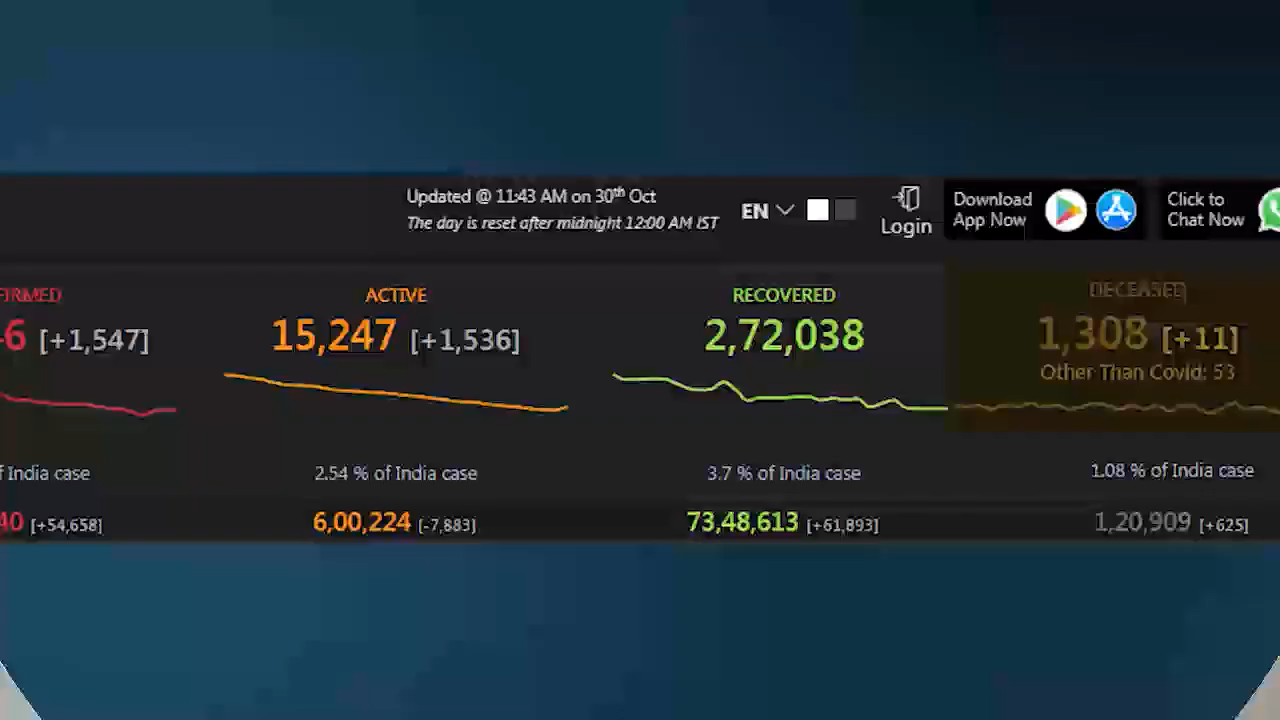 Updated @ 11:43 AM on 30th Oct
The day is reset after midnight 12:00 AM IST
EN
Login
Download
App Now
Click to
Chat Now
FIRMED
ACTIVE
RECOVERED
DECEASED
6 [+1,547]
15,247 [+1,536]
2,72,038
1,308 [+11]
Other Than Covid: 53
f India case
2.54 % of India case
3.7 % of India case
1.08 % of India case
40 [+54,658]
6,00,224 [-7,883]
73,48,613 [+61,893]
1,20,909 [+625]